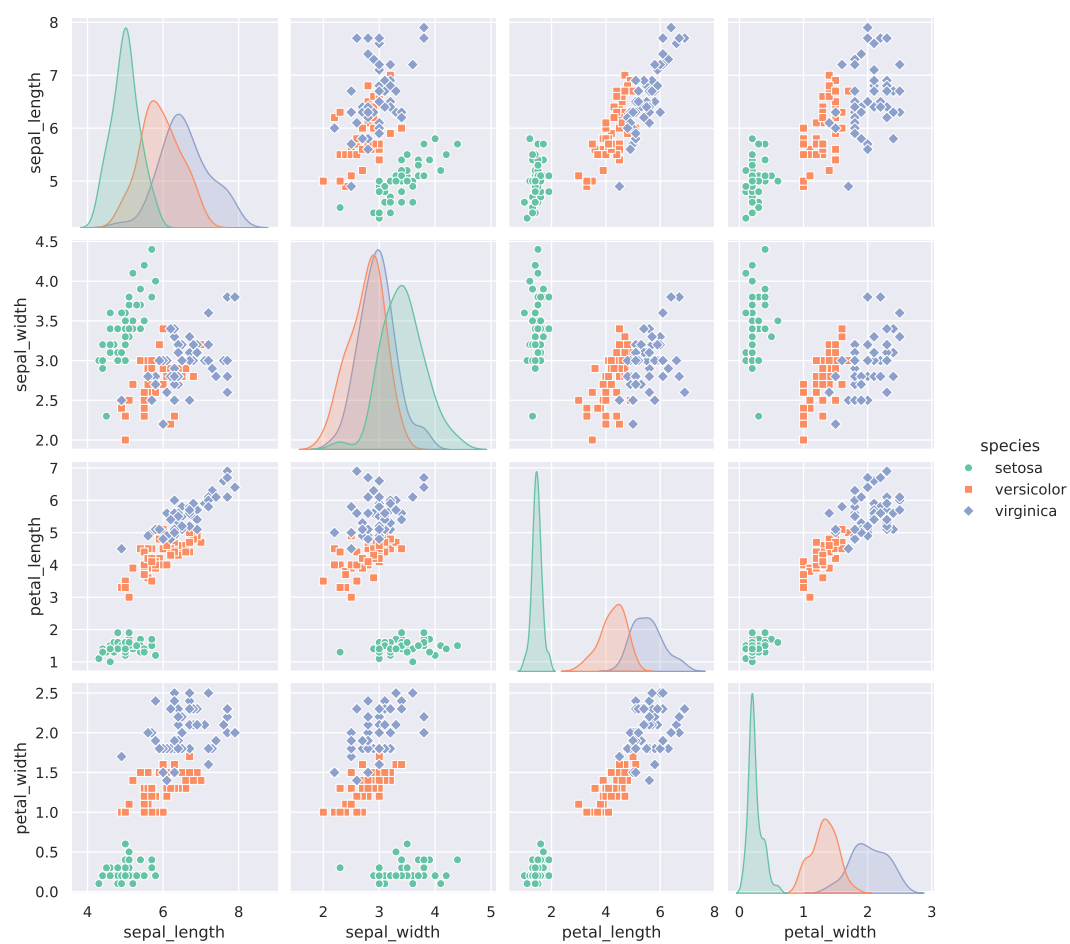 8
7
6
5
sepal_length
4.5
4.0
3.5
3.0
2.5
2.0
sepal_width
species
setosa
versicolor
virginica
7
6
5
4
3
2
1
petal_length
2.5
2.0
1.5
1.0
0.5
0.0
petal_width
4 6 8
2 3 4 5
2 4 6 8
0 1 2 3
sepal_length
sepal_width
petal_length
petal_width